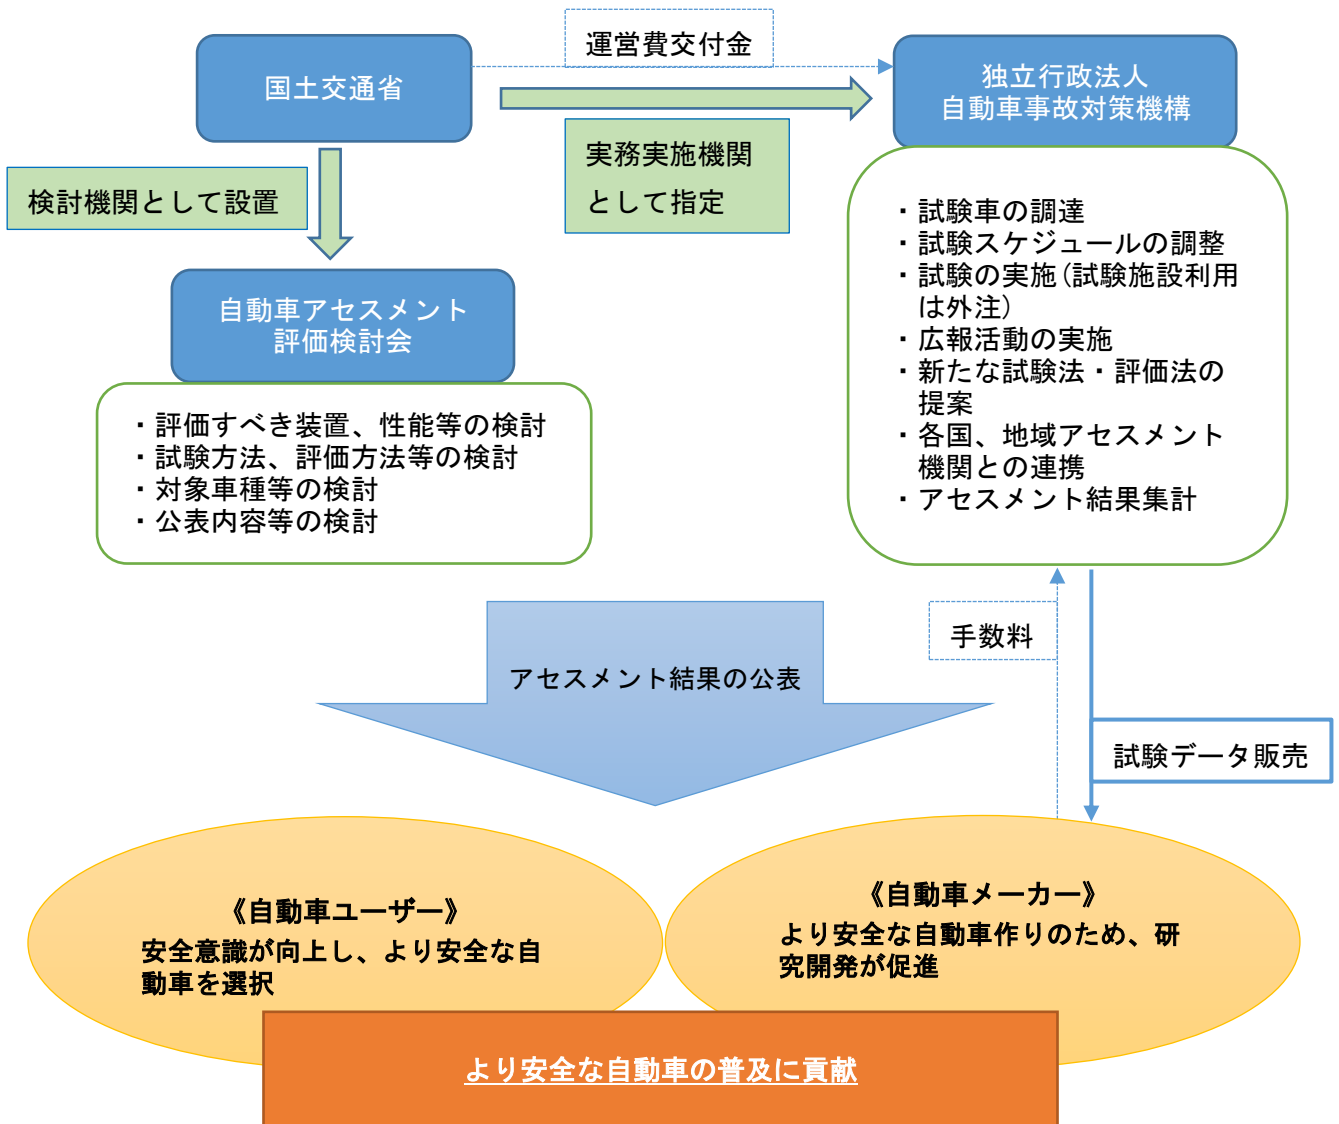 運営費交付金
国土交通省
独立行政法人
自動車事故対策機構
実務実施機関
として指定
検討機関として設置
自動車アセスメント
評価検討会
・評価すべき装置、性能等の検討
・試験方法、評価方法等の検討
・対象車種等の検討
・公表内容等の検討
・試験車の調達
・試験スケジュールの調整
・試験の実施(試験施設利用
は外注)
・広報活動の実施
・新たな試験法・評価法の
提案
・各国、地域アセスメント
機関との連携
・アセスメント結果集計
手数料
アセスメント結果の公表
試験データ販売
《自動車ユーザー》
安全意識が向上し、より安全な自
動車を選択
《自動車メーカー》
より安全な自動車作りのため、研
究開発が促進
より安全な自動車の普及に貢献